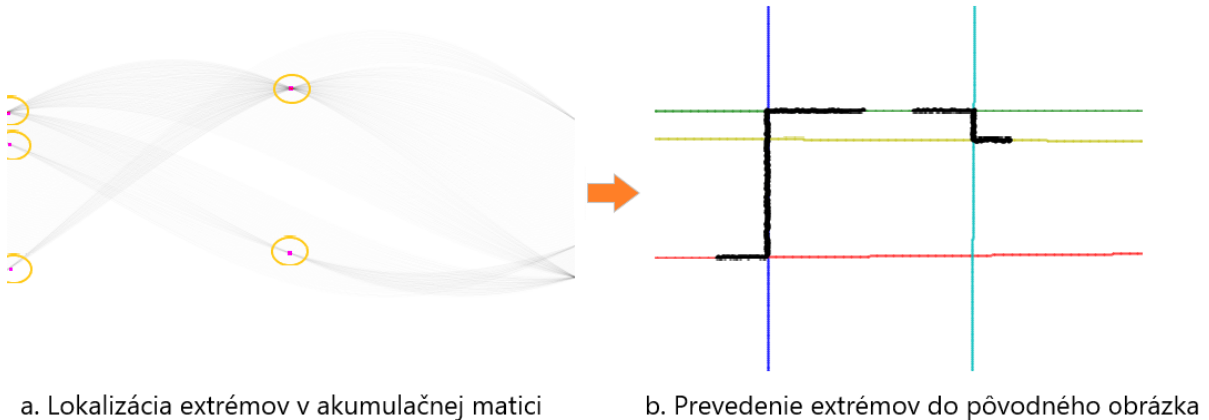 a. Lokalizácia extrémov v akumulačnej matici
b. Prevedenie extrémov do pôvodného obrázka